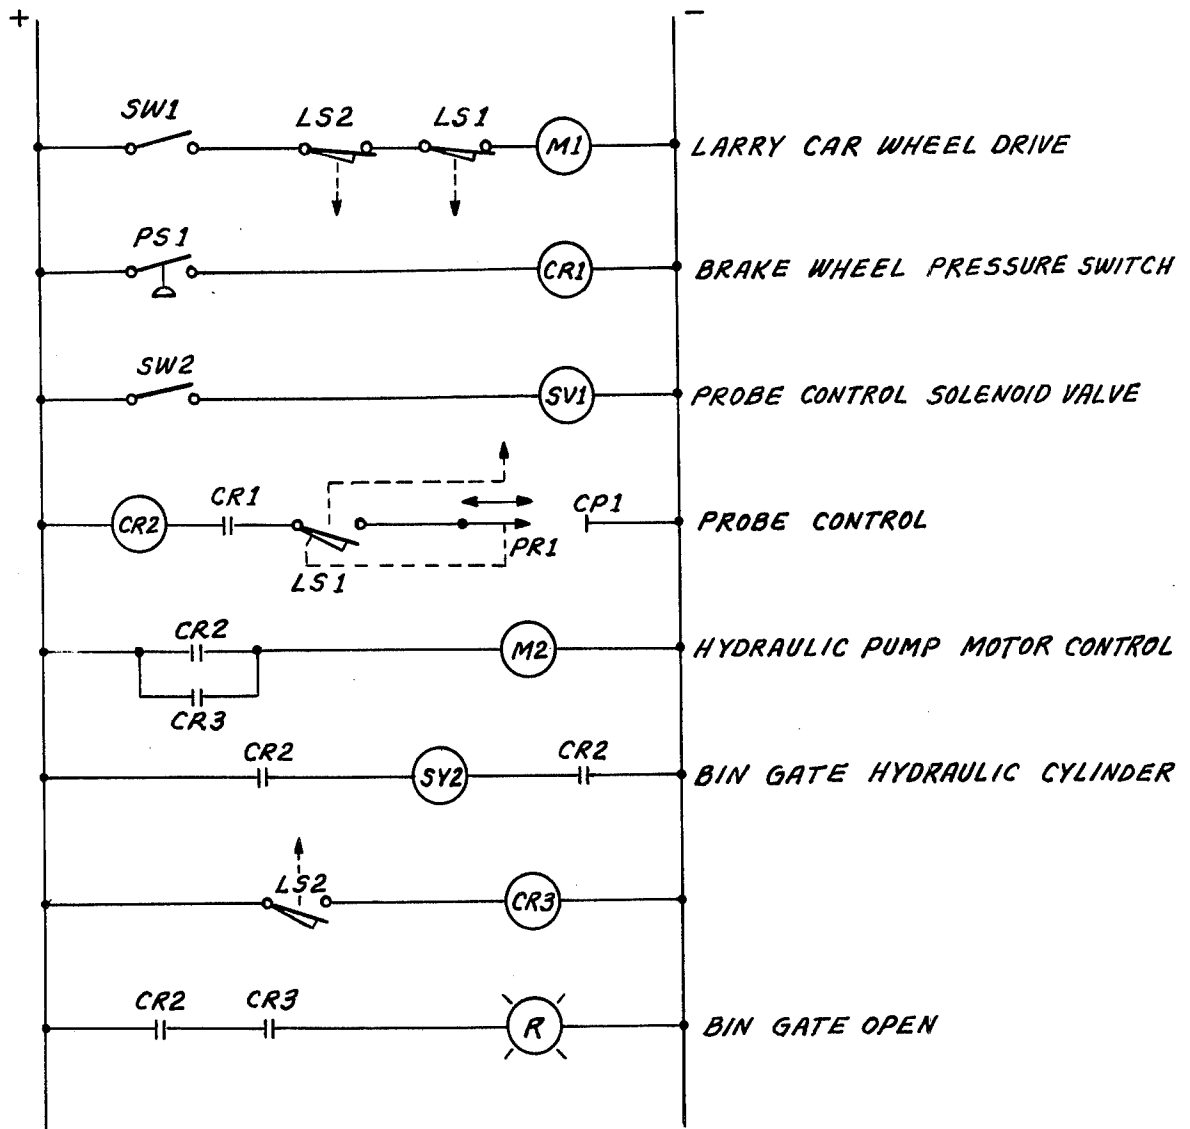 + −
SW1 LS2 LS1 M1 LARRY CAR WHEEL DRIVE
PS1 CR1 BRAKE WHEEL PRESSURE SWITCH
SW2 SV1 PROBE CONTROL SOLENOID VALVE
CR2 CR1 LS1 PR1 CP1 PROBE CONTROL
CR2 CR3 M2 HYDRAULIC PUMP MOTOR CONTROL
CR2 SY2 CR2 BIN GATE HYDRAULIC CYLINDER
LS2 CR3
CR2 CR3 R BIN GATE OPEN